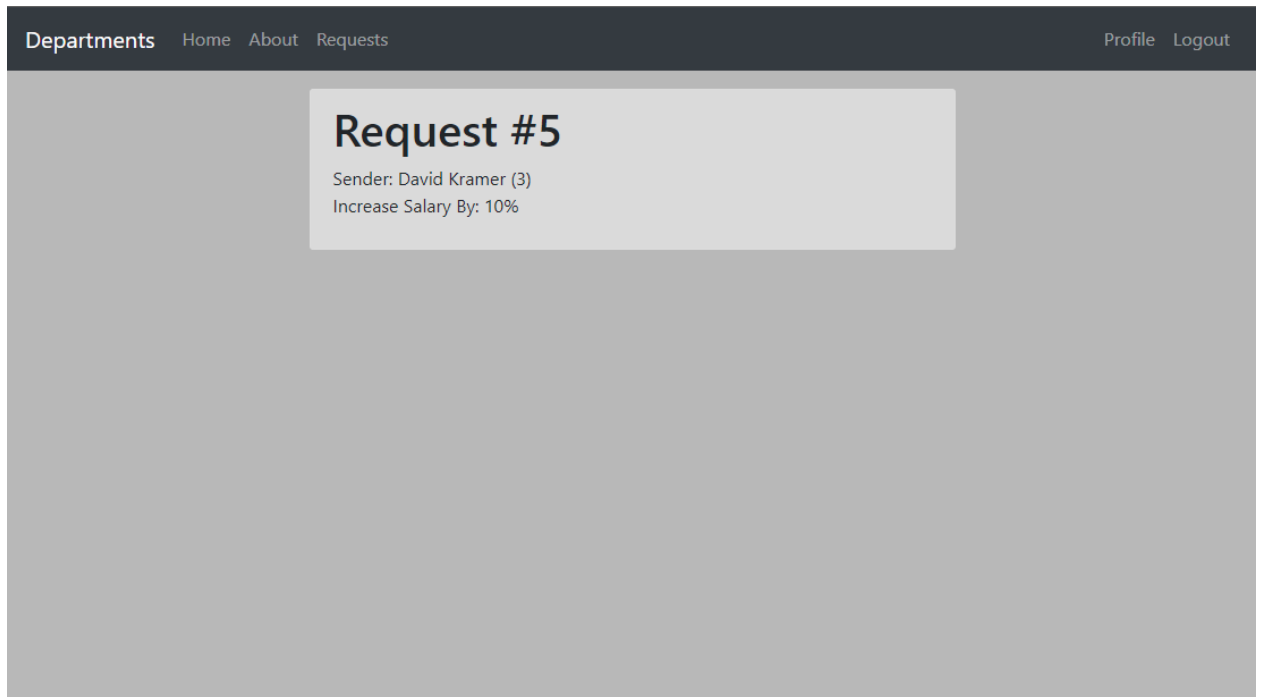 Departments Home About Requests Profile Logout
Request #5
Sender: David Kramer (3)
Increase Salary By: 10%